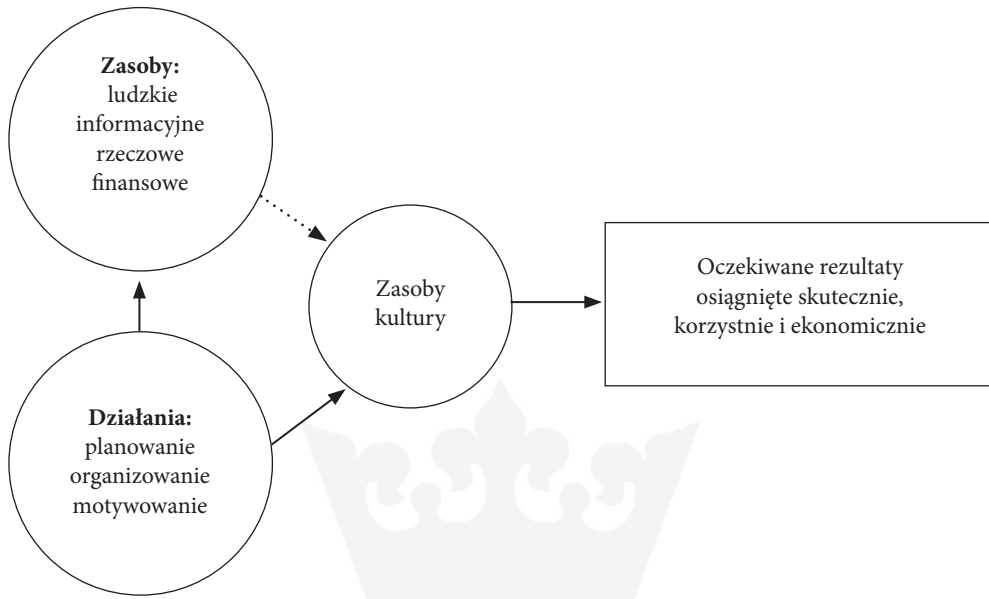 Zasoby:
ludzkie
informacyjne
rzeczowe
finansowe
Zasoby
kultury
Oczekiwane rezultaty
osiągnięte skutecznie,
korzystnie i ekonomicznie
Działania:
planowanie
organizowanie
motywowanie